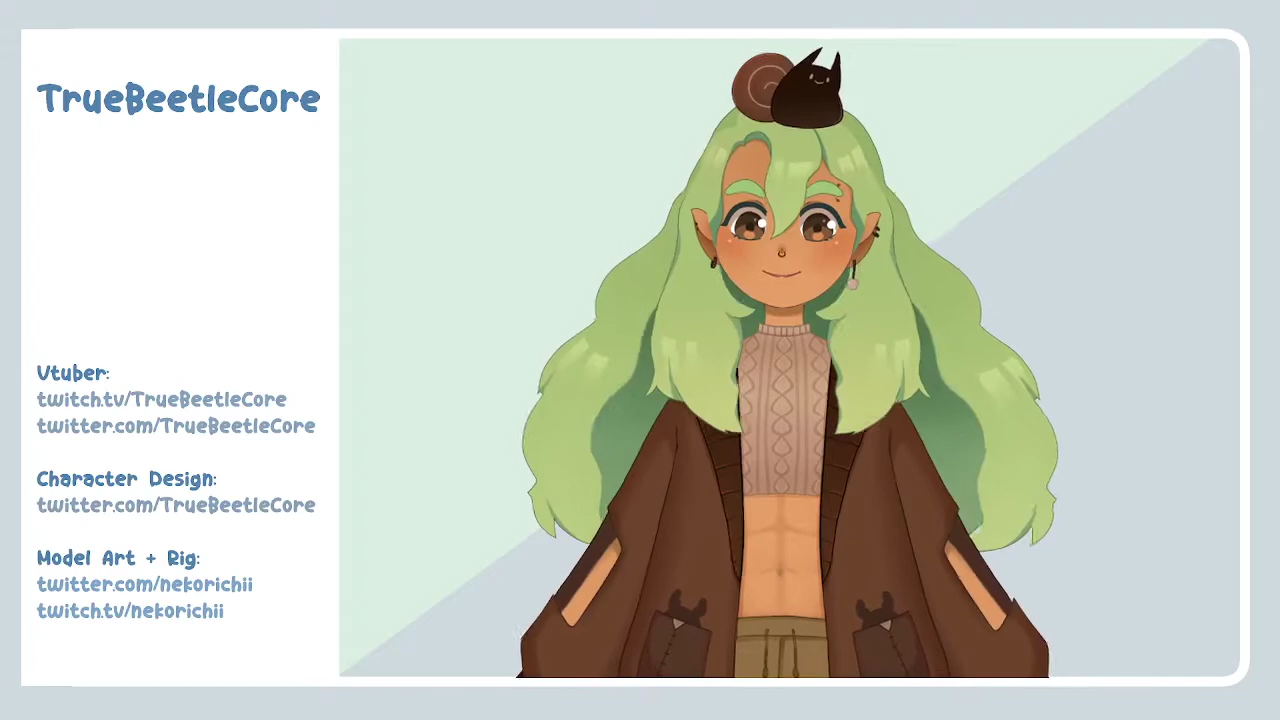 TrueBeetleCore
Vtuber:
twitch.tv/TrueBeetleCore
twitter.com/TrueBeetleCore
Character Design:
twitter.com/TrueBeetleCore
Model Art + Rig:
twitter.com/nekorichii
twitch.tv/nekorichii